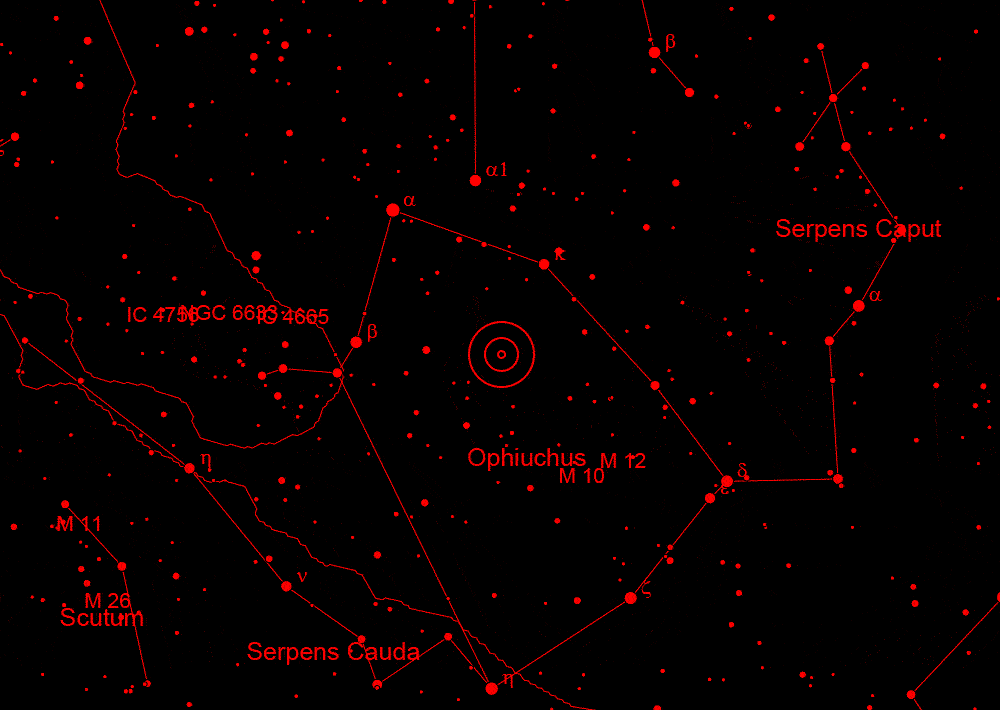 β
α1
α
Serpens Caput
κ
α
IC 4756
NGC 6633
IC 4665
β
Ophiuchus
M 12
M 10
η
δ
ε
M 11
ν
ζ
M 26
Scutum
Serpens Cauda
η